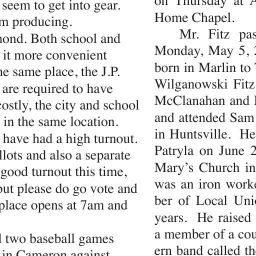 seem to get into gear.
m producing.
mond. Both school and
it more convenient
he same place, the J.P.
are required to have
costly, the city and school
in the same location.
have had a high turnout.
llots and also a separate
good turnout this time,
but please do go vote and
place opens at 7am and
two baseball games
in Cameron against
on Thursday at
Home Chapel.
Mr. Fitz pas
Monday, May 5, 2
born in Marlin to
Wilganowski Fitz
McClanahan and
and attended Sam
in Huntsville. He
Patryla on June 2
Mary's Church in
was an iron worke
ber of Local Unio
years. He raised
a member of a cou
ern band called th